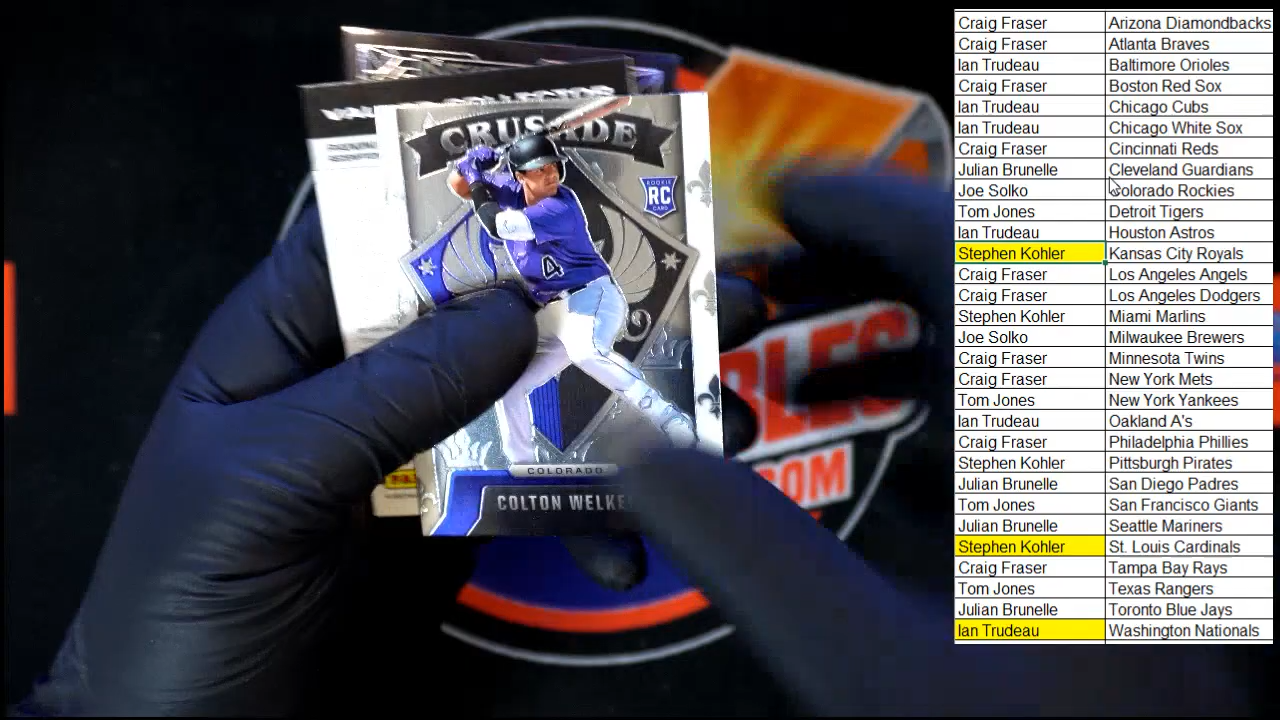 CRUSADE
ROOKIE
RC
CARD
4
COLORADO
COLTON WELKE
BLES
.COM
Craig Fraser Arizona Diamondbacks
Craig Fraser Atlanta Braves
Ian Trudeau Baltimore Orioles
Craig Fraser Boston Red Sox
Ian Trudeau Chicago Cubs
Ian Trudeau Chicago White Sox
Craig Fraser Cincinnati Reds
Julian Brunelle Cleveland Guardians
Joe Solko Colorado Rockies
Tom Jones Detroit Tigers
Ian Trudeau Houston Astros
Stephen Kohler Kansas City Royals
Craig Fraser Los Angeles Angels
Craig Fraser Los Angeles Dodgers
Stephen Kohler Miami Marlins
Joe Solko Milwaukee Brewers
Craig Fraser Minnesota Twins
Craig Fraser New York Mets
Tom Jones New York Yankees
Ian Trudeau Oakland A's
Craig Fraser Philadelphia Phillies
Stephen Kohler Pittsburgh Pirates
Julian Brunelle San Diego Padres
Tom Jones San Francisco Giants
Julian Brunelle Seattle Mariners
Stephen Kohler St. Louis Cardinals
Craig Fraser Tampa Bay Rays
Tom Jones Texas Rangers
Julian Brunelle Toronto Blue Jays
Ian Trudeau Washington Nationals